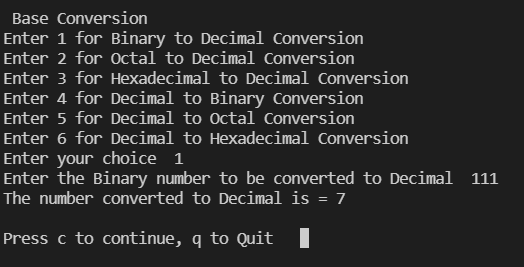 Base Conversion
Enter 1 for Binary to Decimal Conversion
Enter 2 for Octal to Decimal Conversion
Enter 3 for Hexadecimal to Decimal Conversion
Enter 4 for Decimal to Binary Conversion
Enter 5 for Decimal to Octal Conversion
Enter 6 for Decimal to Hexadecimal Conversion
Enter your choice  1
Enter the Binary number to be converted to Decimal  111
The number converted to Decimal is = 7
Press c to continue, q to Quit